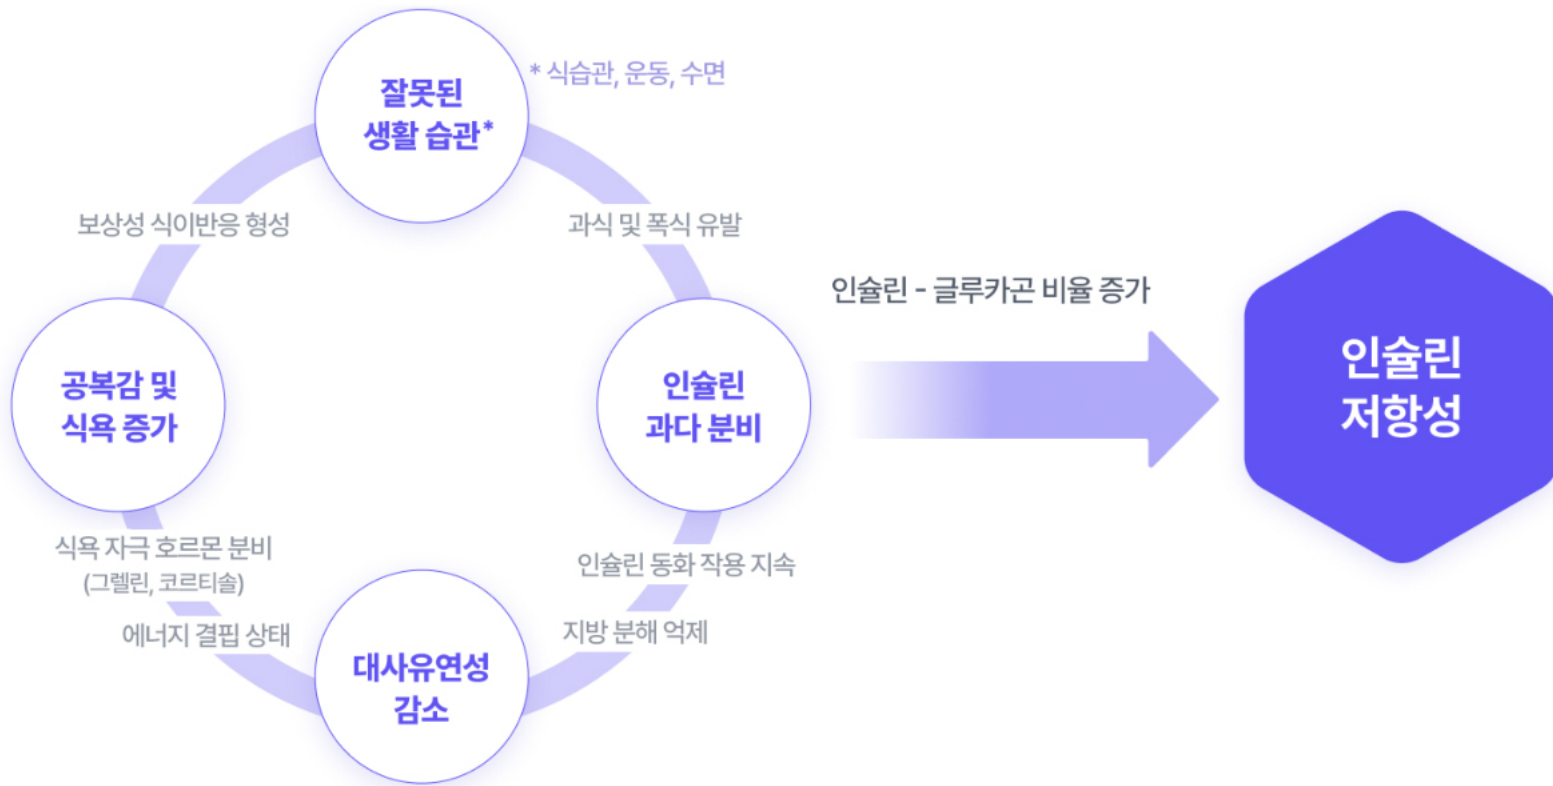 잘못된
생활 습관*
* 식습관, 운동, 수면
보상성 식이반응 형성
과식 및 폭식 유발
인슐린 - 글루카곤 비율 증가
공복감 및
식욕 증가
인슐린
과다 분비
인슐린
저항성
식욕 자극 호르몬 분비
(그렐린, 코르티솔)
에너지 결핍 상태
인슐린 동화 작용 지속
지방 분해 억제
대사유연성
감소